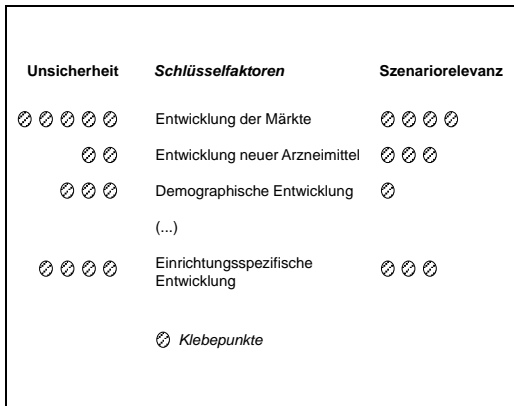 Unsicherheit Schlüsselfaktoren Szenariorelevanz
Entwicklung der Märkte
Entwicklung neuer Arzneimittel
Demographische Entwicklung
(...)
Einrichtungsspezifische
Entwicklung
Klebepunkte